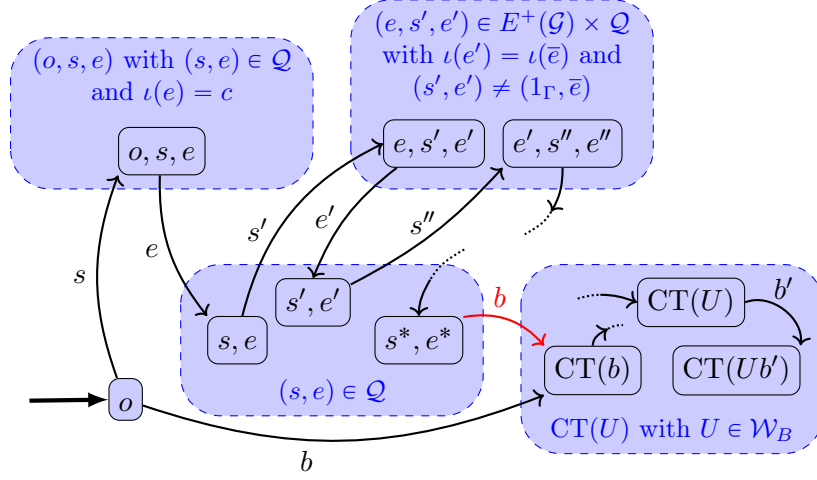 (o, s, e) with (s, e) ∈ 𝒬
and ι(e) = c
(e, s′, e′) ∈ E⁺(𝒢) × 𝒬
with ι(e′) = ι(e̅) and
(s′, e′) ≠ (1_Γ, e̅)
o, s, e
e, s′, e′
e′, s″, e″
s
e
s′
e′
s″
s′, e′
s, e
s*, e*
b
CT(U)
b′
CT(b)
CT(Ub′)
(s, e) ∈ 𝒬
CT(U) with U ∈ 𝒲_B
o
b